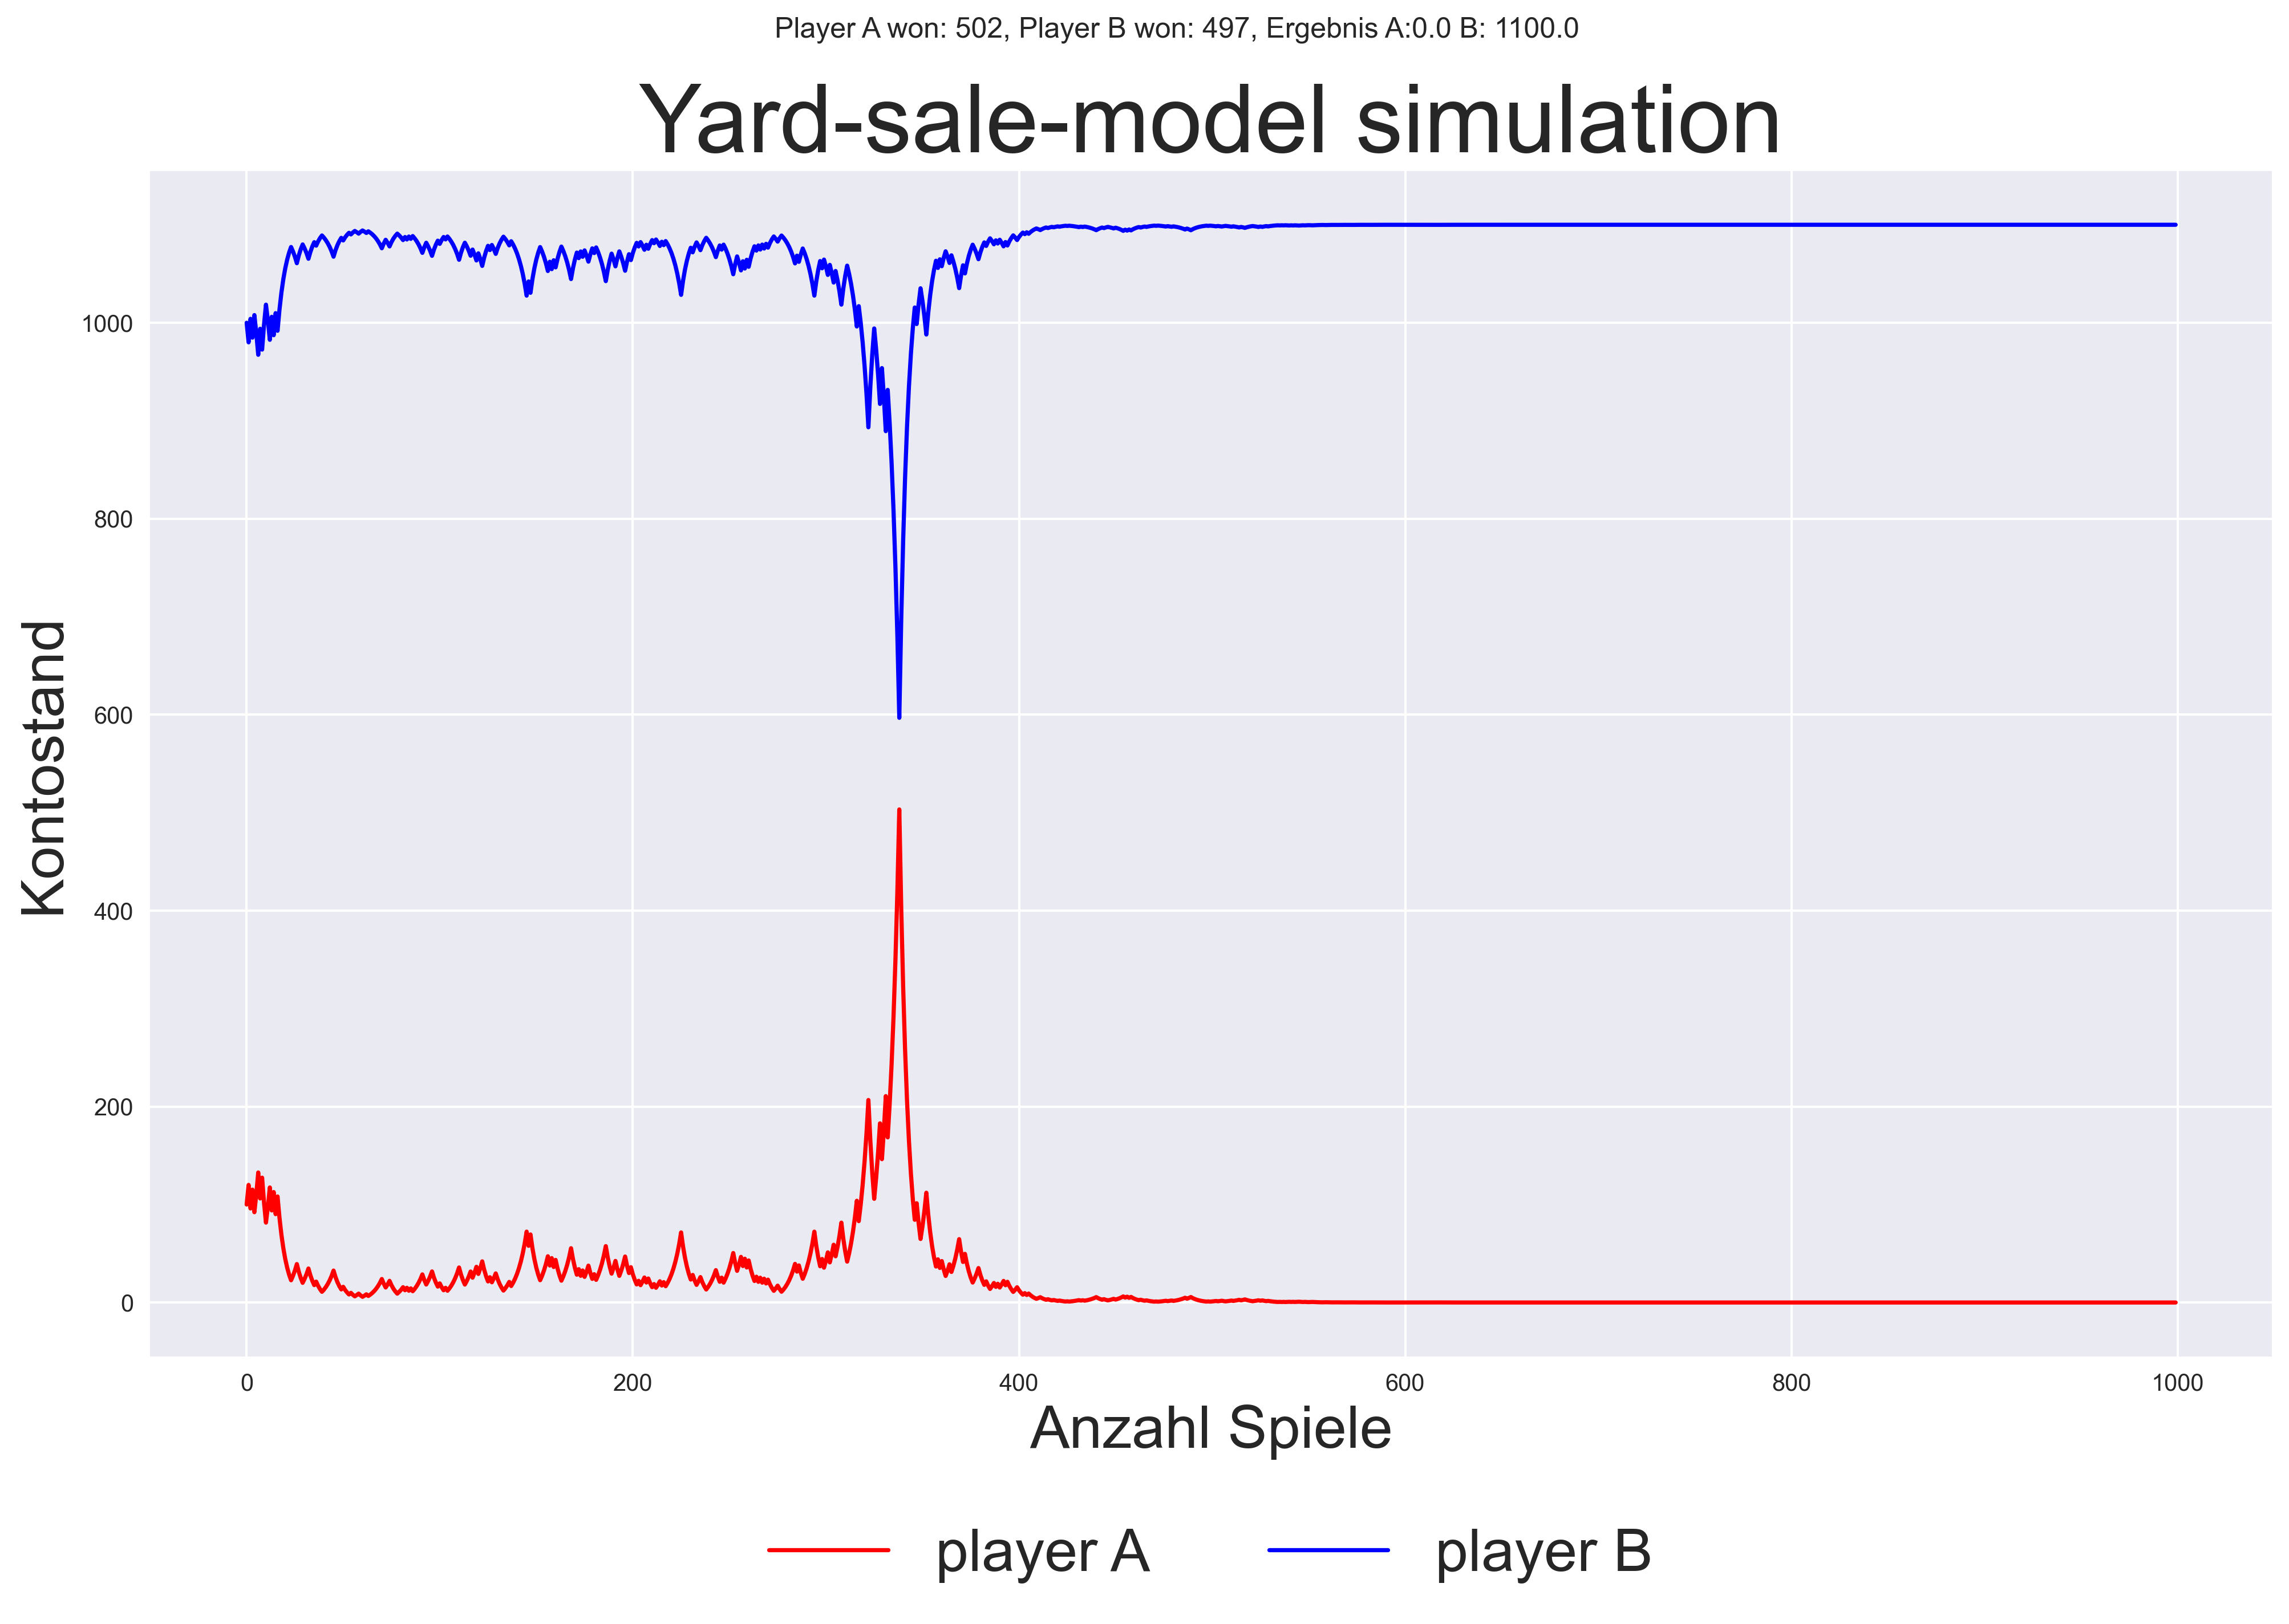 Player A won: 502, Player B won: 497, Ergebnis A:0.0 B: 1100.0
Yard-sale-model simulation
Kontostand
1000
800
600
400
200
0
0 200 400 600 800 1000
Anzahl Spiele
player A player B